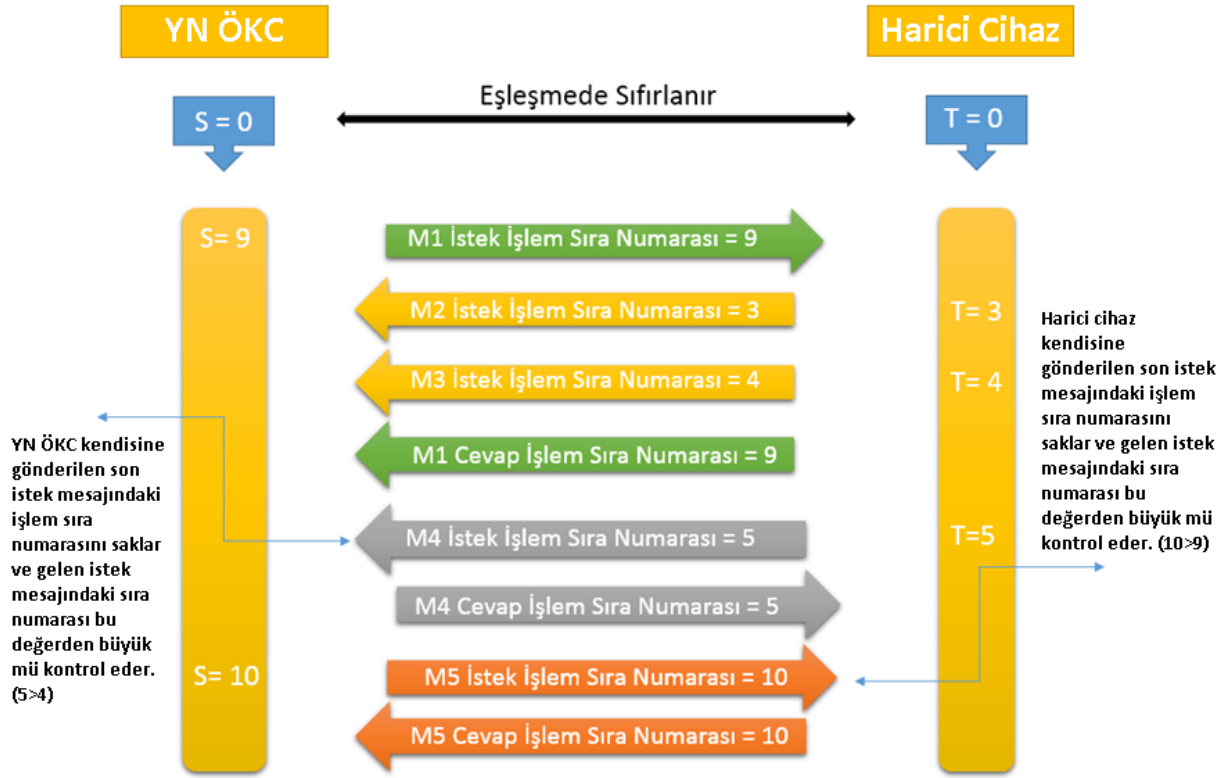 YN ÖKC
Harici Cihaz
Eşleşmede Sıfırlanır
S = 0
T = 0
S= 9
M1 İstek İşlem Sıra Numarası = 9
M2 İstek İşlem Sıra Numarası = 3
T= 3
M3 İstek İşlem Sıra Numarası = 4
T= 4
M1 Cevap İşlem Sıra Numarası = 9
M4 İstek İşlem Sıra Numarası = 5
T=5
M4 Cevap İşlem Sıra Numarası = 5
S= 10
M5 İstek İşlem Sıra Numarası = 10
M5 Cevap İşlem Sıra Numarası = 10
YN ÖKC kendisine
gönderilen son
istek mesajındaki
işlem sıra
numarasını saklar
ve gelen istek
mesajındaki sıra
numarası bu
değerden büyük
mü kontrol eder.
(5>4)
Harici cihaz
kendisine
gönderilen son istek
mesajındaki işlem
sıra numarasını
saklar ve gelen istek
mesajındaki sıra
numarası bu
değerden büyük mü
kontrol eder. (10>9)